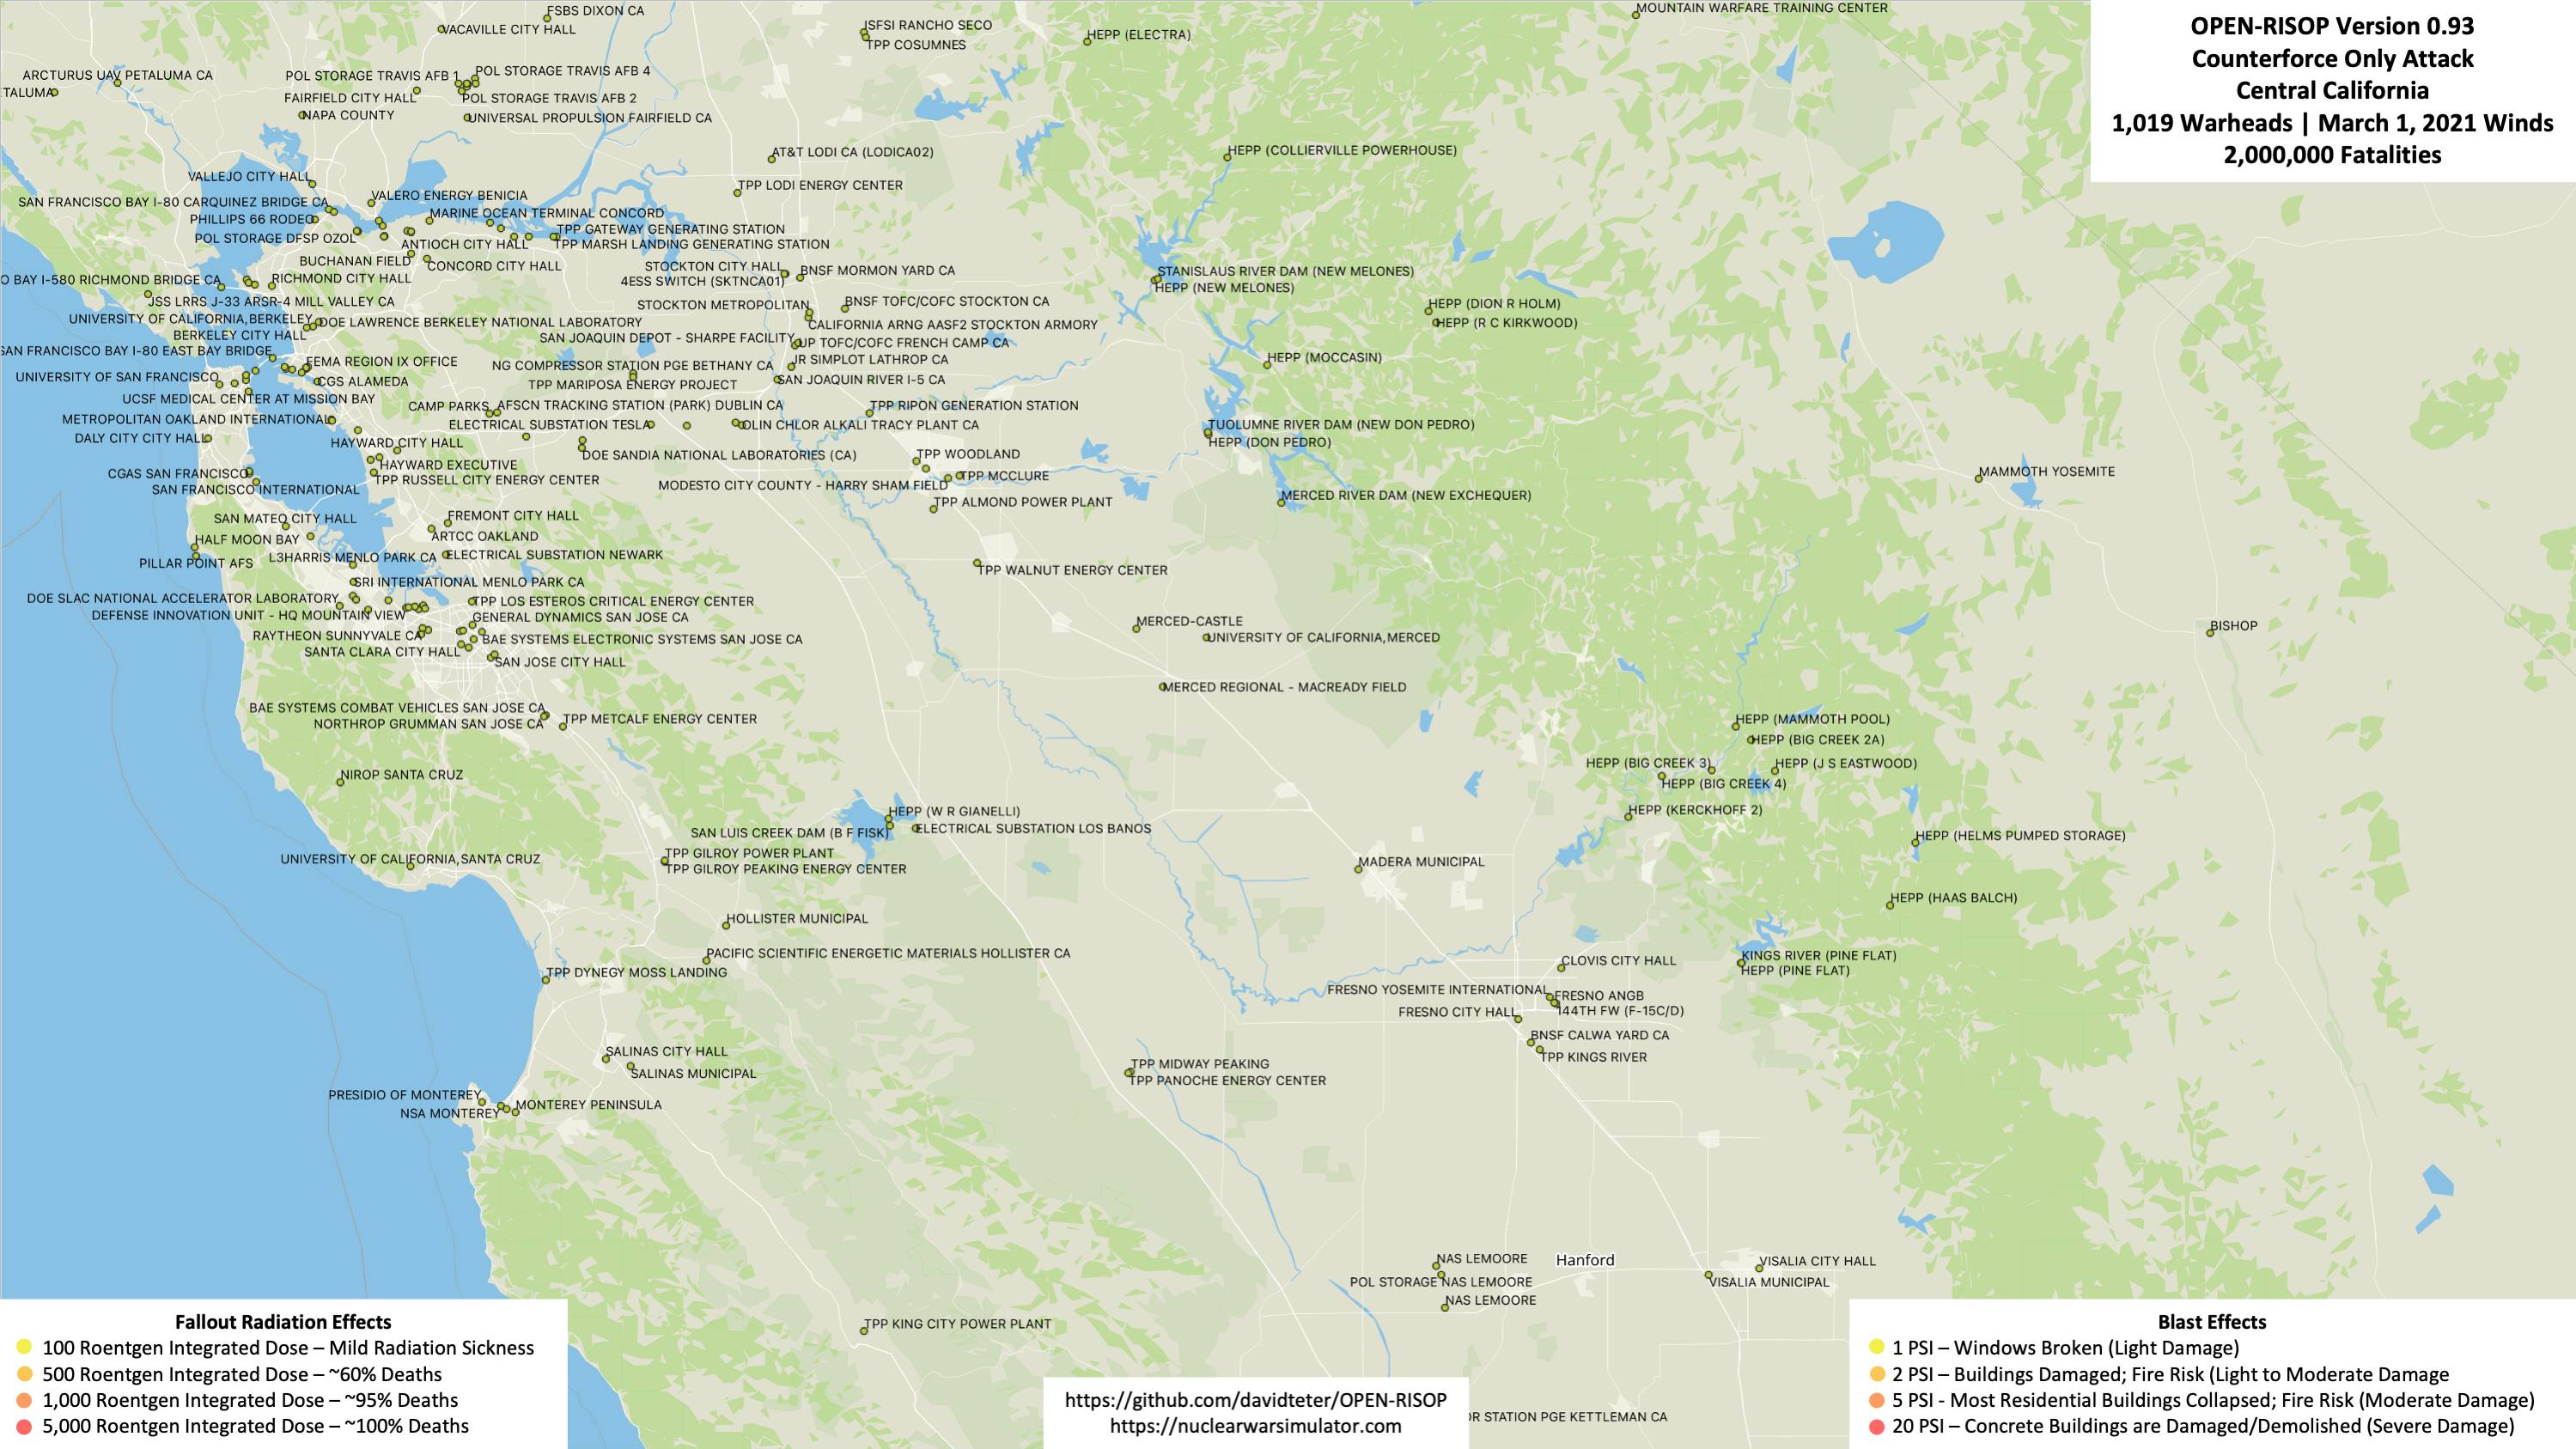 OPEN-RISOP Version 0.93
Counterforce Only Attack
Central California
1,019 Warheads | March 1, 2021 Winds
2,000,000 Fatalities
FSBS DIXON CA
MOUNTAIN WARFARE TRAINING CENTER
VACAVILLE CITY HALL
ISFSI RANCHO SECO
TPP COSUMNES
HEPP (ELECTRA)
ARCTURUS UAV PETALUMA CA
TALUMA
POL STORAGE TRAVIS AFB 1
POL STORAGE TRAVIS AFB 4
FAIRFIELD CITY HALL
POL STORAGE TRAVIS AFB 2
NAPA COUNTY
UNIVERSAL PROPULSION FAIRFIELD CA
AT&T LODI CA (LODICA02)
HEPP (COLLIERVILLE POWERHOUSE)
VALLEJO CITY HALL
TPP LODI ENERGY CENTER
VALERO ENERGY BENICIA
SAN FRANCISCO BAY I-80 CARQUINEZ BRIDGE CA
MARINE OCEAN TERMINAL CONCORD
PHILLIPS 66 RODEO
TPP GATEWAY GENERATING STATION
POL STORAGE DFSP OZOL
ANTIOCH CITY HALL
TPP MARSH LANDING GENERATING STATION
BUCHANAN FIELD
CONCORD CITY HALL
STOCKTON CITY HALL
BNSF MORMON YARD CA
4ESS SWITCH (SKTNCA01)
STANISLAUS RIVER DAM (NEW MELONES)
HEPP (NEW MELONES)
O BAY I-580 RICHMOND BRIDGE CA
RICHMOND CITY HALL
JSS LRRS J-33 ARSR-4 MILL VALLEY CA
STOCKTON METROPOLITAN
BNSF TOFC/COFC STOCKTON CA
HEPP (DION R HOLM)
HEPP (R C KIRKWOOD)
UNIVERSITY OF CALIFORNIA,BERKELEY
DOE LAWRENCE BERKELEY NATIONAL LABORATORY
CALIFORNIA ARNG AASF2 STOCKTON ARMORY
BERKELEY CITY HALL
SAN JOAQUIN DEPOT - SHARPE FACILITY
UP TOFC/COFC FRENCH CAMP CA
SAN FRANCISCO BAY I-80 EAST BAY BRIDGE
FEMA REGION IX OFFICE
NG COMPRESSOR STATION PGE BETHANY CA
JR SIMPLOT LATHROP CA
HEPP (MOCCASIN)
UNIVERSITY OF SAN FRANCISCO
CGS ALAMEDA
TPP MARIPOSA ENERGY PROJECT
SAN JOAQUIN RIVER I-5 CA
UCSF MEDICAL CENTER AT MISSION BAY
CAMP PARKS
AFSCN TRACKING STATION (PARK) DUBLIN CA
TPP RIPON GENERATION STATION
METROPOLITAN OAKLAND INTERNATIONAL
ELECTRICAL SUBSTATION TESLA
OLIN CHLOR ALKALI TRACY PLANT CA
TUOLUMNE RIVER DAM (NEW DON PEDRO)
HEPP (DON PEDRO)
DALY CITY CITY HALL
HAYWARD CITY HALL
DOE SANDIA NATIONAL LABORATORIES (CA)
TPP WOODLAND
HAYWARD EXECUTIVE
CGAS SAN FRANCISCO
TPP RUSSELL CITY ENERGY CENTER
TPP MCCLURE
MODESTO CITY COUNTY - HARRY SHAM FIELD
MAMMOTH YOSEMITE
SAN FRANCISCO INTERNATIONAL
TPP ALMOND POWER PLANT
MERCED RIVER DAM (NEW EXCHEQUER)
SAN MATEO CITY HALL
FREMONT CITY HALL
HALF MOON BAY
ARTCC OAKLAND
L3HARRIS MENLO PARK CA
ELECTRICAL SUBSTATION NEWARK
PILLAR POINT AFS
TPP WALNUT ENERGY CENTER
SRI INTERNATIONAL MENLO PARK CA
DOE SLAC NATIONAL ACCELERATOR LABORATORY
TPP LOS ESTEROS CRITICAL ENERGY CENTER
DEFENSE INNOVATION UNIT - HQ MOUNTAIN VIEW
GENERAL DYNAMICS SAN JOSE CA
MERCED-CASTLE
RAYTHEON SUNNYVALE CA
BAE SYSTEMS ELECTRONIC SYSTEMS SAN JOSE CA
UNIVERSITY OF CALIFORNIA,MERCED
BISHOP
SANTA CLARA CITY HALL
SAN JOSE CITY HALL
MERCED REGIONAL - MACREADY FIELD
BAE SYSTEMS COMBAT VEHICLES SAN JOSE CA
NORTHROP GRUMMAN SAN JOSE CA
TPP METCALF ENERGY CENTER
HEPP (MAMMOTH POOL)
HEPP (BIG CREEK 2A)
HEPP (BIG CREEK 3)
HEPP (J S EASTWOOD)
HEPP (BIG CREEK 4)
NIROP SANTA CRUZ
HEPP (KERCKHOFF 2)
HEPP (W R GIANELLI)
SAN LUIS CREEK DAM (B F FISK)
ELECTRICAL SUBSTATION LOS BANOS
HEPP (HELMS PUMPED STORAGE)
UNIVERSITY OF CALIFORNIA,SANTA CRUZ
TPP GILROY POWER PLANT
TPP GILROY PEAKING ENERGY CENTER
MADERA MUNICIPAL
HEPP (HAAS BALCH)
HOLLISTER MUNICIPAL
PACIFIC SCIENTIFIC ENERGETIC MATERIALS HOLLISTER CA
TPP DYNEGY MOSS LANDING
CLOVIS CITY HALL
KINGS RIVER (PINE FLAT)
HEPP (PINE FLAT)
FRESNO YOSEMITE INTERNATIONAL
FRESNO ANGB
144TH FW (F-15C/D)
FRESNO CITY HALL
BNSF CALWA YARD CA
TPP KINGS RIVER
SALINAS CITY HALL
SALINAS MUNICIPAL
TPP MIDWAY PEAKING
TPP PANOCHE ENERGY CENTER
PRESIDIO OF MONTEREY
NSA MONTEREY
MONTEREY PENINSULA
NAS LEMOORE
Hanford
VISALIA CITY HALL
POL STORAGE NAS LEMOORE
VISALIA MUNICIPAL
NAS LEMOORE
TPP KING CITY POWER PLANT
OR STATION PGE KETTLEMAN CA
Fallout Radiation Effects
100 Roentgen Integrated Dose – Mild Radiation Sickness
500 Roentgen Integrated Dose – ~60% Deaths
1,000 Roentgen Integrated Dose – ~95% Deaths
5,000 Roentgen Integrated Dose – ~100% Deaths
https://github.com/davidteter/OPEN-RISOP
https://nuclearwarsimulator.com
Blast Effects
1 PSI – Windows Broken (Light Damage)
2 PSI – Buildings Damaged; Fire Risk (Light to Moderate Damage
5 PSI - Most Residential Buildings Collapsed; Fire Risk (Moderate Damage)
20 PSI – Concrete Buildings are Damaged/Demolished (Severe Damage)